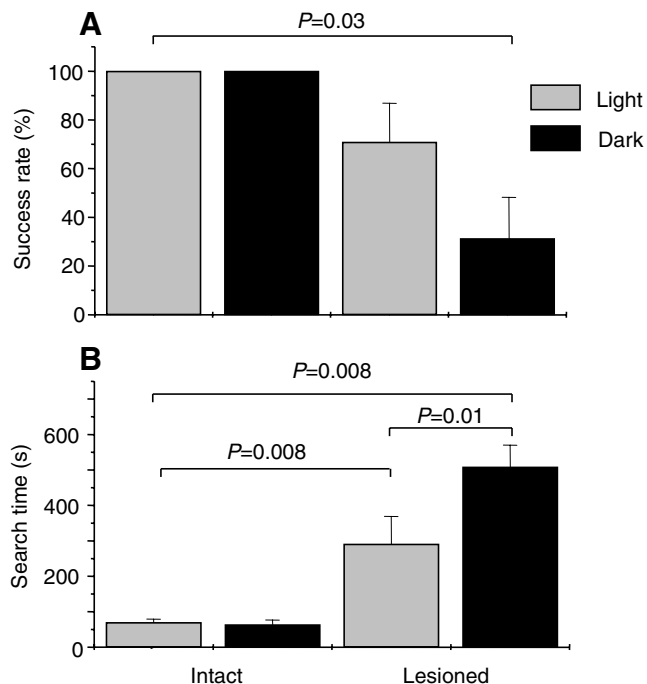 A
P=0.03
100
80
60
40
20
0
Success rate (%)
Light
Dark
B
P=0.008
P=0.01
P=0.008
600
400
200
0
Search time (s)
Intact
Lesioned